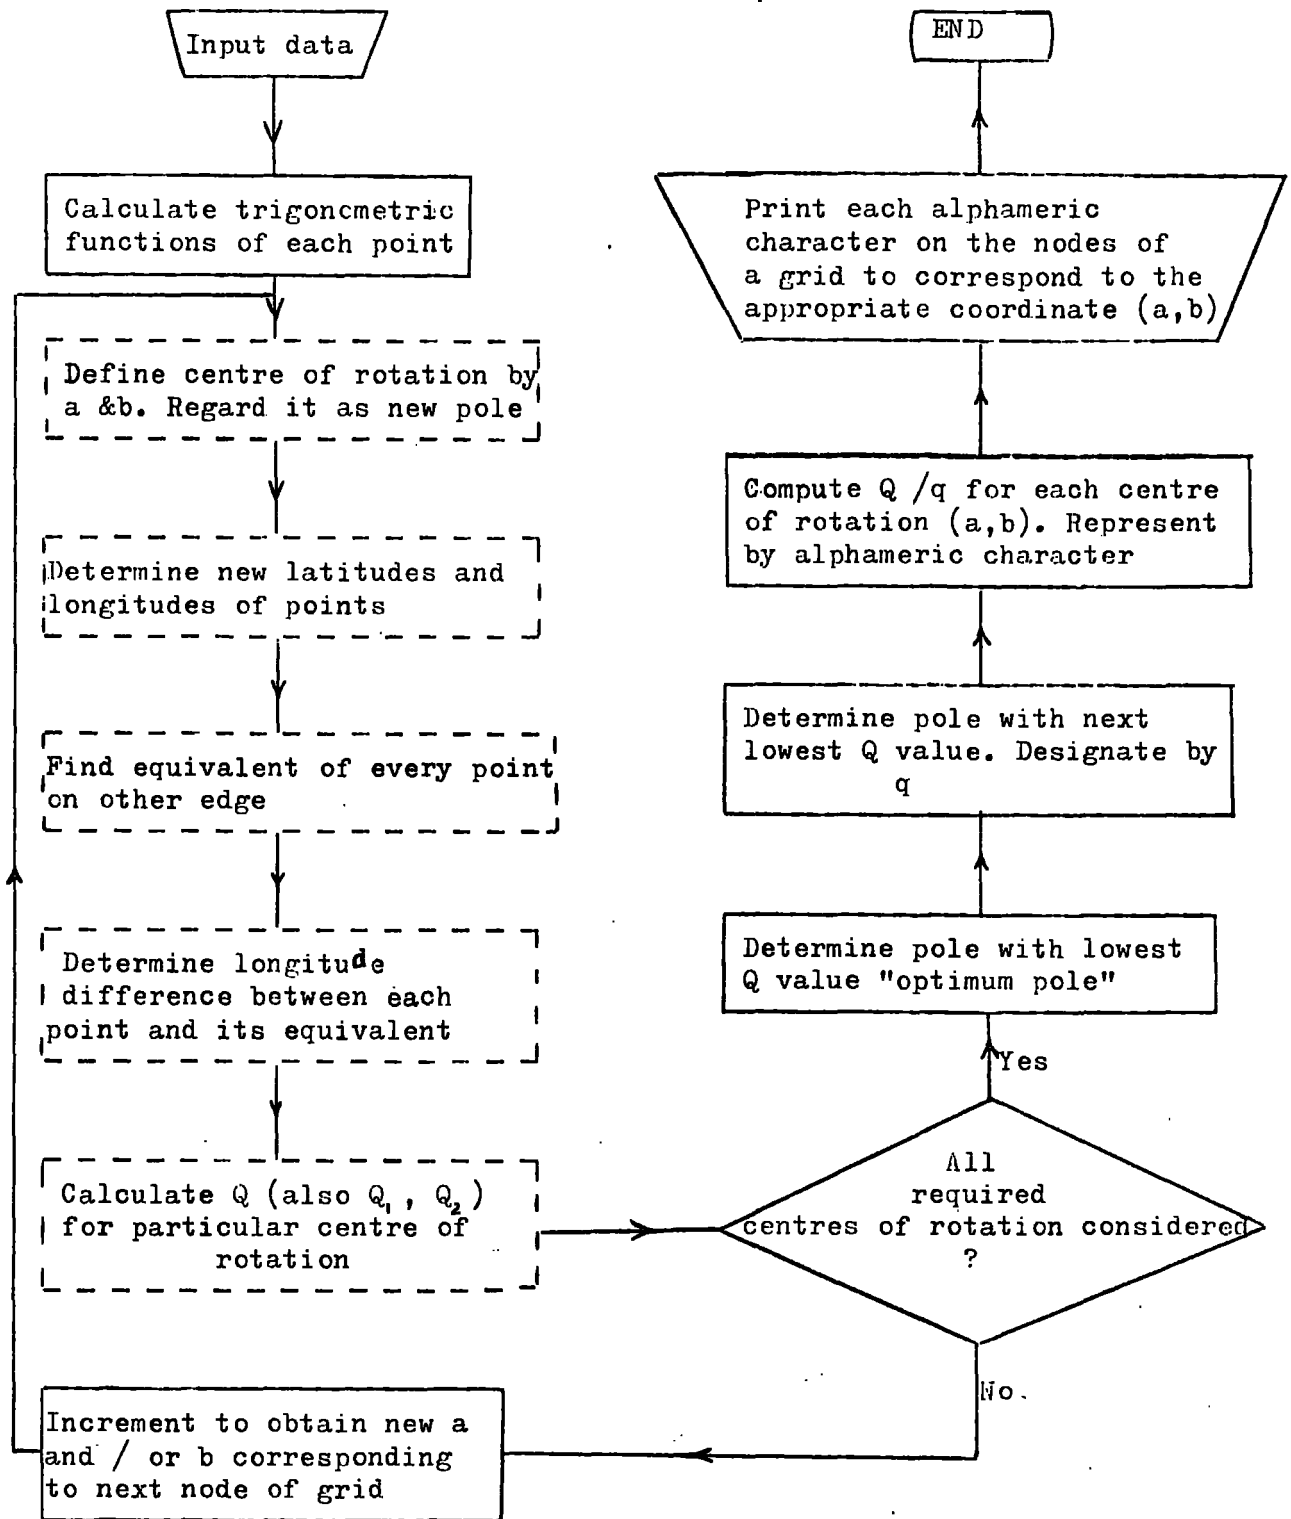 Input data
Calculate trigonometric
functions of each point
Define centre of rotation by
a &b. Regard it as new pole
Determine new latitudes and
longitudes of points
Find equivalent of every point
on other edge
Determine longitude
difference between each
point and its equivalent
Calculate Q (also Q₁, Q₂)
for particular centre of
rotation
Increment to obtain new a
and / or b corresponding
to next node of grid
All
required
centres of rotation considered
?
No.
Yes
Determine pole with lowest
Q value "optimum pole"
Determine pole with next
lowest Q value. Designate by
q
Compute Q /q for each centre
of rotation (a,b). Represent
by alphameric character
Print each alphameric
character on the nodes of
a grid to correspond to the
appropriate coordinate (a,b)
END